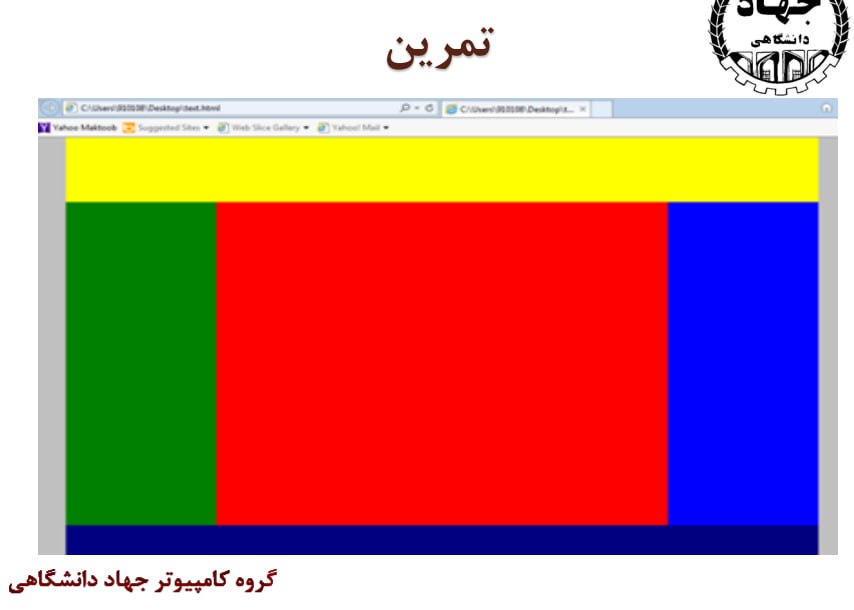 جهاد
دانشگاهی
تمرین
C:\Users\910108\Desktop\text.html
C:\Users\910108\Desktop\t...
Yahoo Maktoob Suggested Sites Web Slice Gallery Yahoo! Mail
گروه کامپیوتر جهاد دانشگاهی